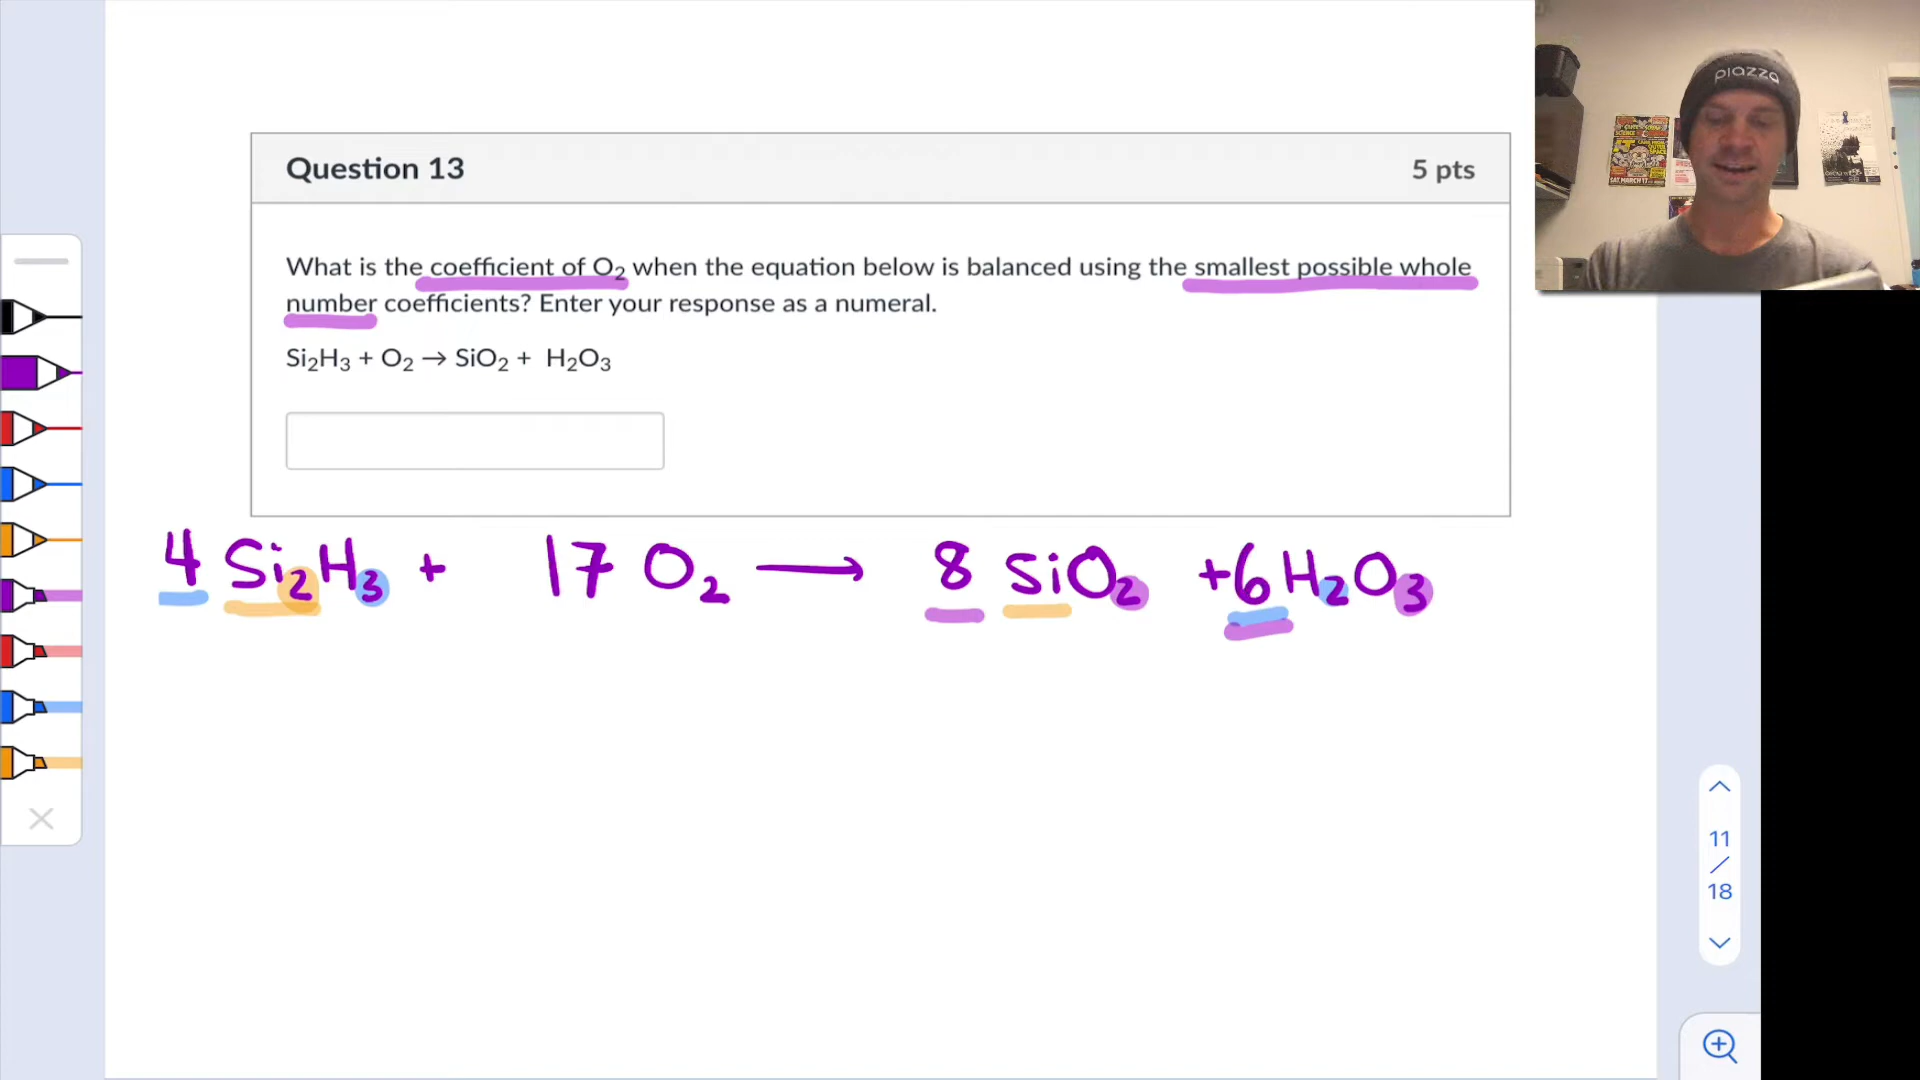 piazza
Question 13
5 pts
What is the coefficient of O₂ when the equation below is balanced using the smallest possible whole
number coefficients? Enter your response as a numeral.
Si₂H₃ + O₂ → SiO₂ + H₂O₃
4 Si₂H₃ + 17 O₂ → 8 SiO₂ + 6 H₂O₃
11
/
18